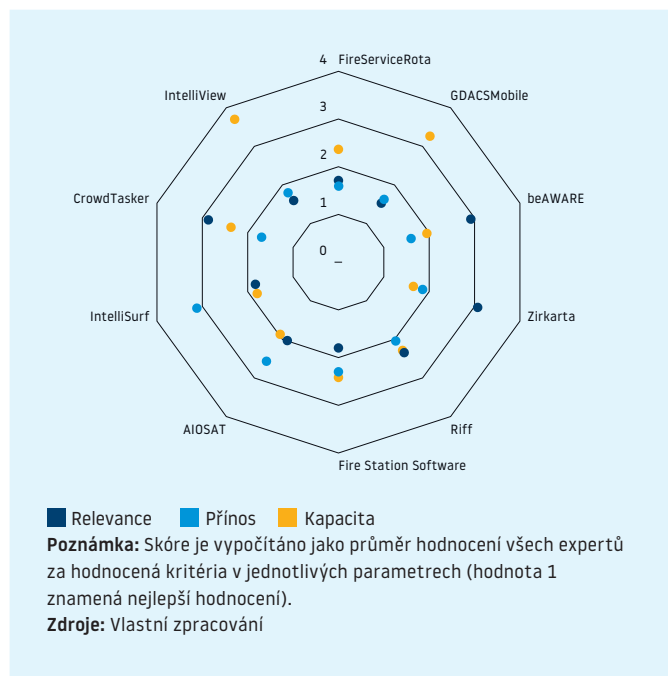 4 FireServiceRota
IntelliView
GDACSMobile
3
2
CrowdTasker
beAWARE
1
0
IntelliSurf
Zirkarta
AIOSAT
Riff
Fire Station Software
Relevance Přínos Kapacita
Poznámka: Skóre je vypočítáno jako průměr hodnocení všech expertů
za hodnocená kritéria v jednotlivých parametrech (hodnota 1
znamená nejlepší hodnocení).
Zdroje: Vlastní zpracování